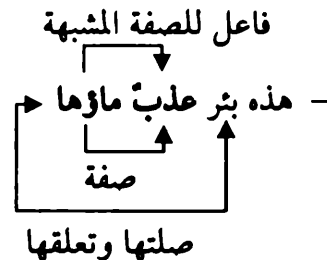 فاعل للصفة المشبهة
– هذه بئر عذبٌ ماؤها
صفة
صلتها وتعلقها